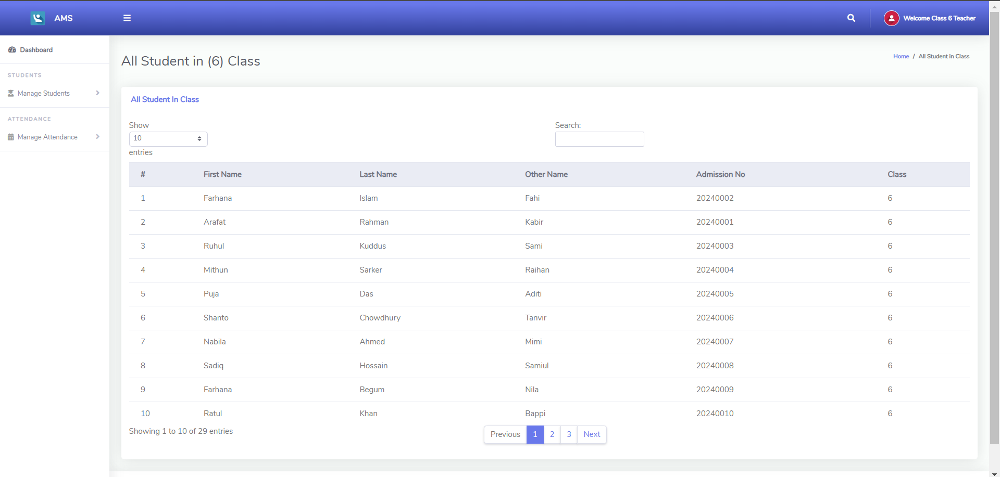 AMS
Welcome Class 6 Teacher
Dashboard
STUDENTS
Manage Students
ATTENDANCE
Manage Attendance
All Student in (6) Class
Home / All Student in Class
All Student In Class
Show
10
entries
Search:
# First Name Last Name Other Name Admission No Class
1 Farhana Islam Fahi 20240002 6
2 Arafat Rahman Kabir 20240001 6
3 Ruhul Kuddus Sami 20240003 6
4 Mithun Sarker Raihan 20240004 6
5 Puja Das Aditi 20240005 6
6 Shanto Chowdhury Tanvir 20240006 6
7 Nabila Ahmed Mimi 20240007 6
8 Sadiq Hossain Samiul 20240008 6
9 Farhana Begum Nila 20240009 6
10 Ratul Khan Bappi 20240010 6
Showing 1 to 10 of 29 entries
Previous 1 2 3 Next